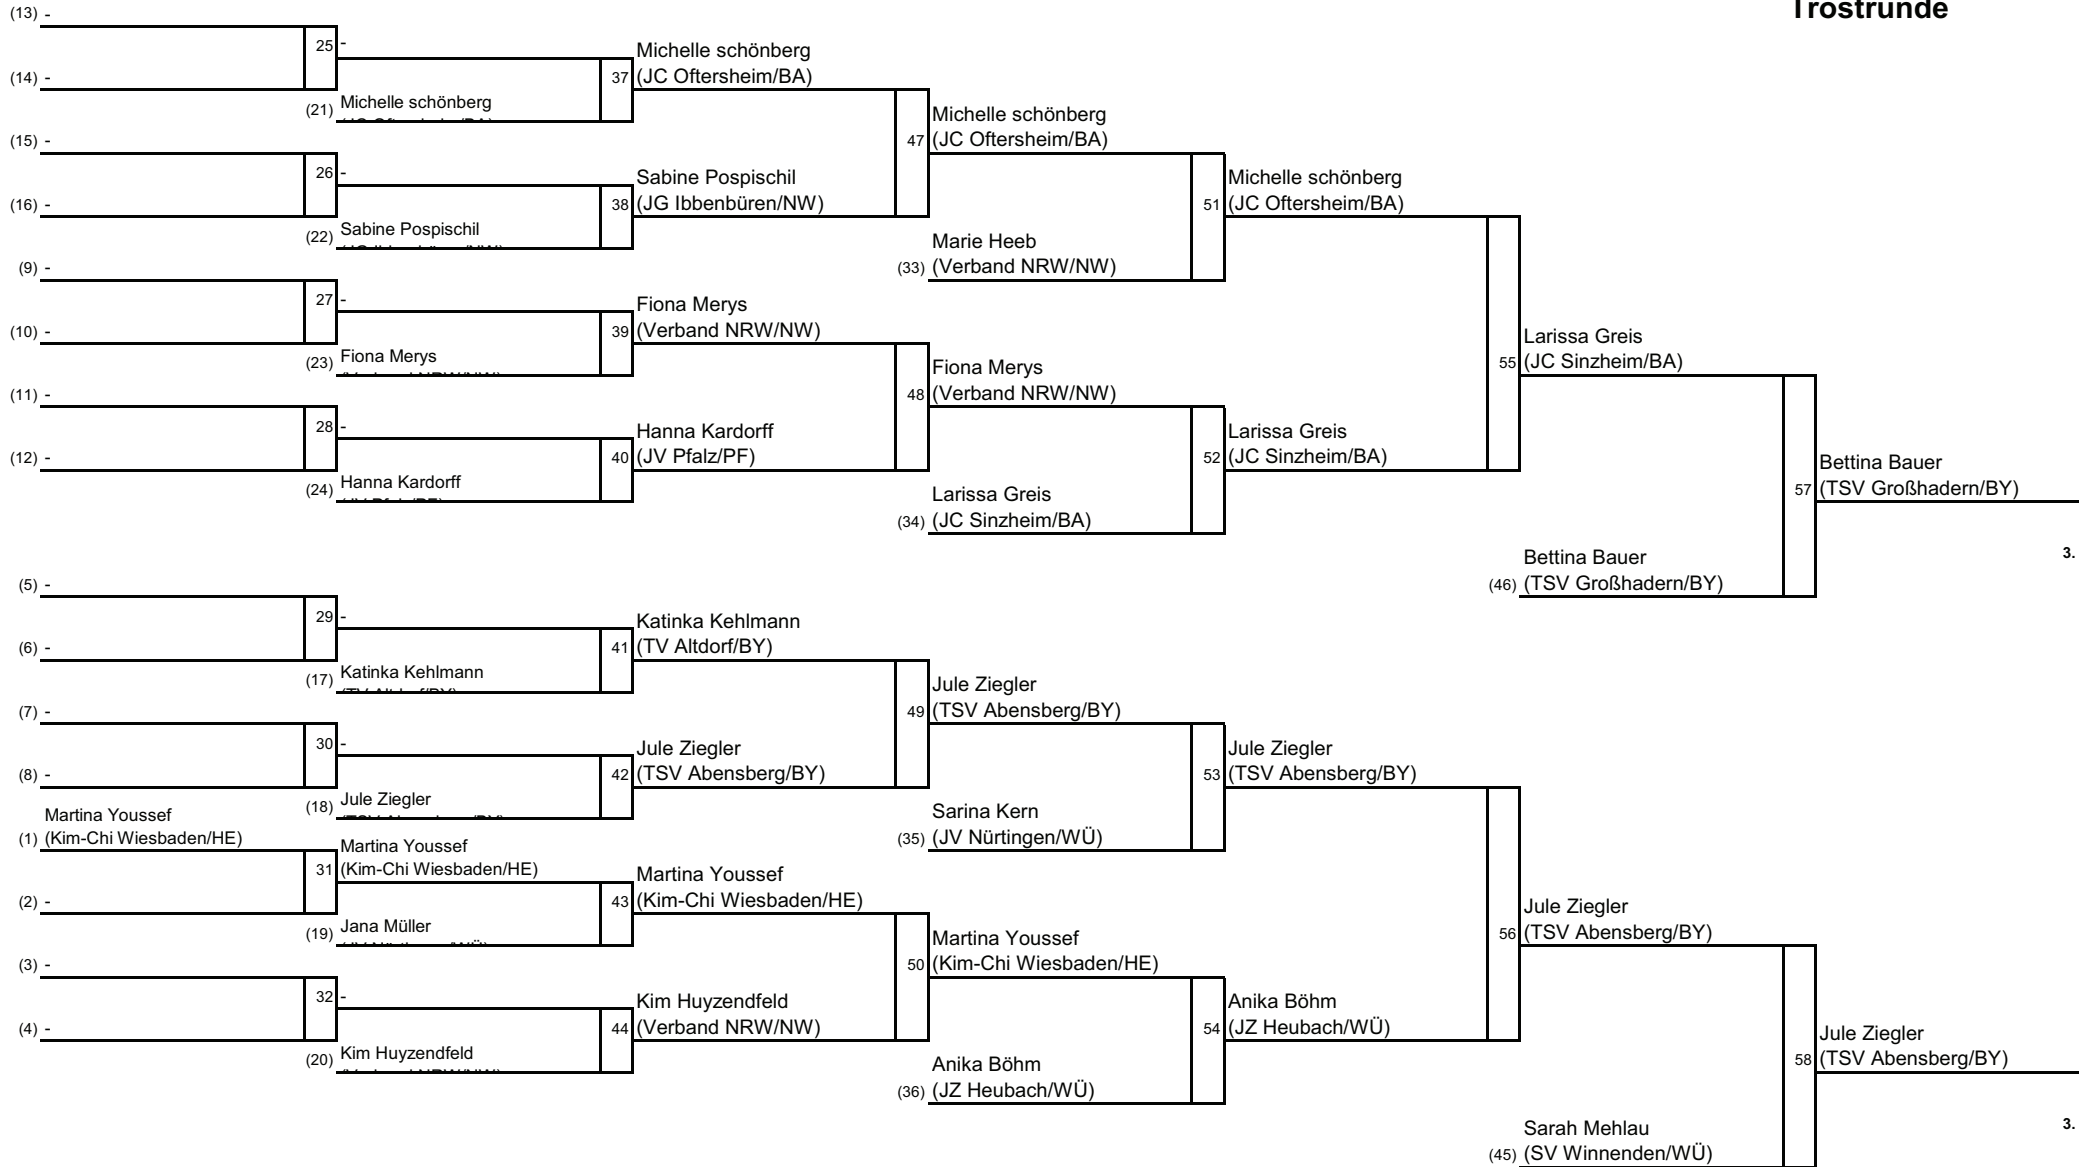 Trostrunde
(13) -
25 -
(14) -
(21) Michelle schönberg
37 Michelle schönberg
(JC Oftersheim/BA)
(15) -
26 -
(16) -
(22) Sabine Pospischil
38 Sabine Pospischil
(JG Ibbenbüren/NW)
47 Michelle schönberg
(JC Oftersheim/BA)
(33) Marie Heeb
(Verband NRW/NW)
51 Michelle schönberg
(JC Oftersheim/BA)
(9) -
27 -
(10) -
(23) Fiona Merys
39 Fiona Merys
(Verband NRW/NW)
(11) -
28 -
(12) -
(24) Hanna Kardorff
40 Hanna Kardorff
(JV Pfalz/PF)
48 Fiona Merys
(Verband NRW/NW)
(34) Larissa Greis
(JC Sinzheim/BA)
52 Larissa Greis
(JC Sinzheim/BA)
55 Larissa Greis
(JC Sinzheim/BA)
(46) Bettina Bauer
(TSV Großhadern/BY)
57 Bettina Bauer
(TSV Großhadern/BY)
3.
(5) -
29 -
(6) -
(17) Katinka Kehlmann
41 Katinka Kehlmann
(TV Altdorf/BY)
(7) -
30 -
(8) -
(18) Jule Ziegler
42 Jule Ziegler
(TSV Abensberg/BY)
49 Jule Ziegler
(TSV Abensberg/BY)
(35) Sarina Kern
(JV Nürtingen/WÜ)
53 Jule Ziegler
(TSV Abensberg/BY)
Martina Youssef
(1) (Kim-Chi Wiesbaden/HE)
31 Martina Youssef
(Kim-Chi Wiesbaden/HE)
(2) -
(19) Jana Müller
43 Martina Youssef
(Kim-Chi Wiesbaden/HE)
(3) -
32 -
(4) -
(20) Kim Huyzendfeld
44 Kim Huyzendfeld
(Verband NRW/NW)
50 Martina Youssef
(Kim-Chi Wiesbaden/HE)
(36) Anika Böhm
(JZ Heubach/WÜ)
54 Anika Böhm
(JZ Heubach/WÜ)
56 Jule Ziegler
(TSV Abensberg/BY)
(45) Sarah Mehlau
(SV Winnenden/WÜ)
58 Jule Ziegler
(TSV Abensberg/BY)
3.